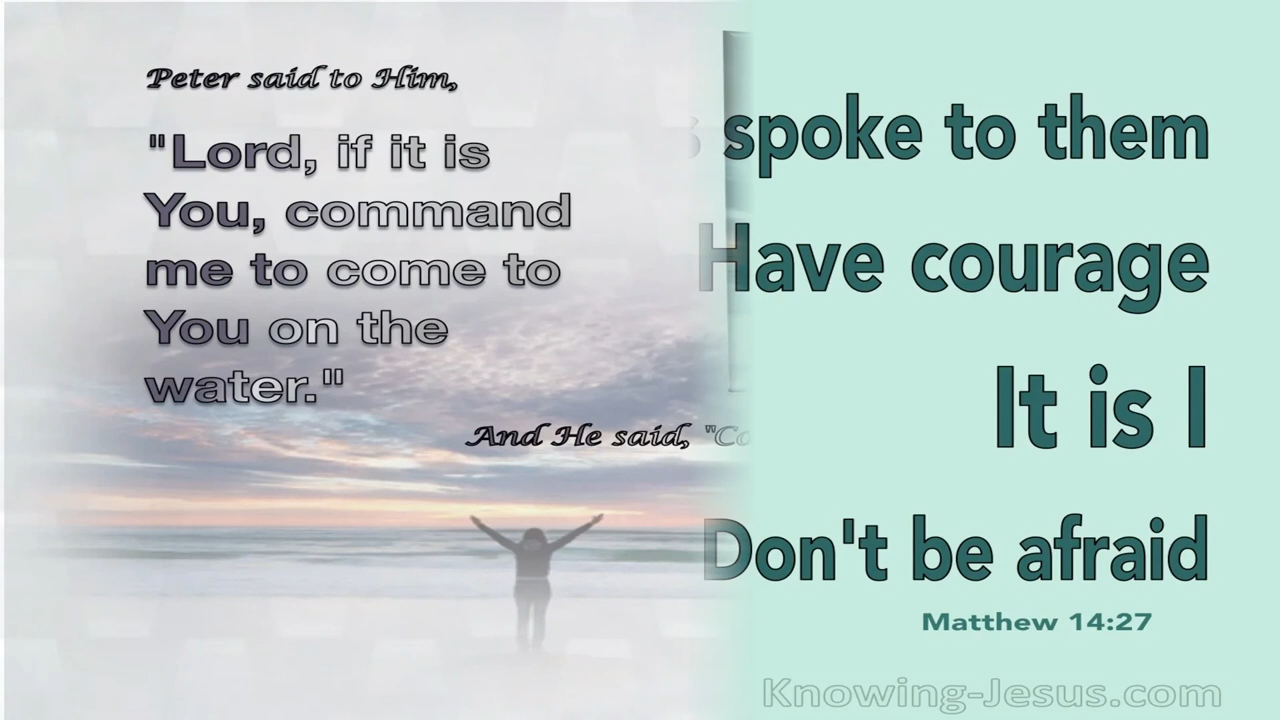 Peter said to Him,
"Lord, if it is
You, command
me to come to
You on the
water."
And He said,
spoke to them
Have courage
It is I
Don't be afraid
Matthew 14:27
Knowing-Jesus.com